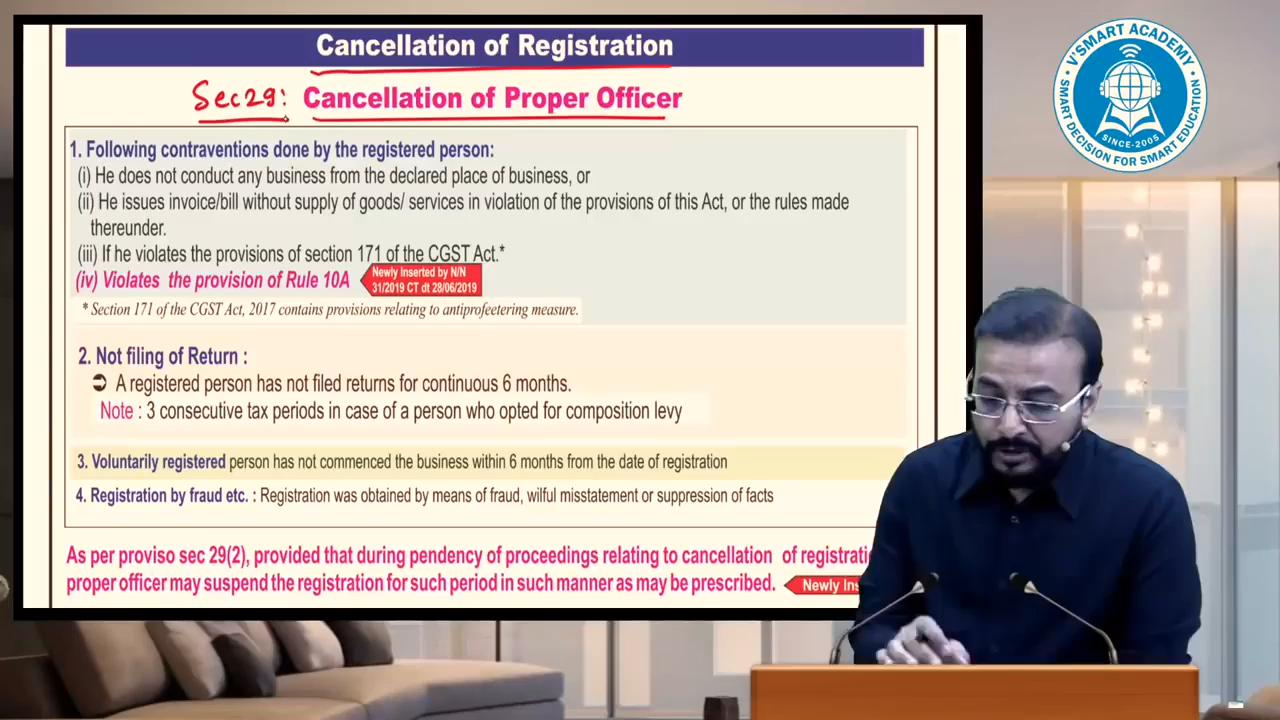 Cancellation of Registration
Sec 29: Cancellation of Proper Officer
1. Following contraventions done by the registered person:
(i) He does not conduct any business from the declared place of business, or
(ii) He issues invoice/bill without supply of goods/ services in violation of the provisions of this Act, or the rules made
thereunder.
(iii) If he violates the provisions of section 171 of the CGST Act.*
(iv) Violates the provision of Rule 10A
Newly Inserted by N/N
31/2019 CT dt 28/06/2019
* Section 171 of the CGST Act, 2017 contains provisions relating to antiprofeetering measure.
2. Not filing of Return :
➲ A registered person has not filed returns for continuous 6 months.
Note : 3 consecutive tax periods in case of a person who opted for composition levy
3. Voluntarily registered person has not commenced the business within 6 months from the date of registration
4. Registration by fraud etc. : Registration was obtained by means of fraud, wilful misstatement or suppression of facts
As per proviso sec 29(2), provided that during pendency of proceedings relating to cancellation of registrati
proper officer may suspend the registration for such period in such manner as may be prescribed.
Newly Ins
V'SMART ACADEMY
SINCE-2005
SMART DECISION FOR SMART EDUCATION